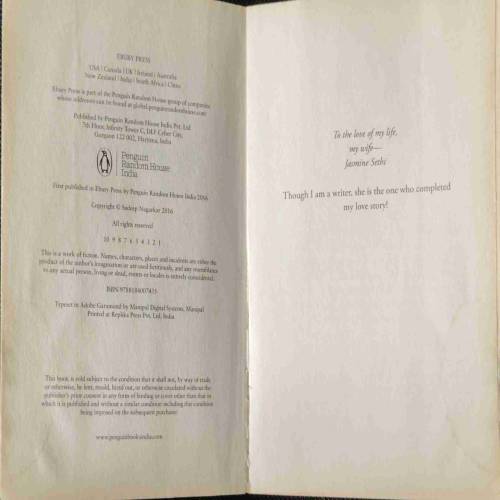 EBURY PRESS
USA | Canada | UK | Ireland | Australia
New Zealand | India | South Africa | China
Ebury Press is part of the Penguin Random House group of companies
whose addresses can be found at global.penguinrandomhouse.com
Published by Penguin Random House India Pvt. Ltd
7th Floor, Infinity Tower C, DLF Cyber City,
Gurgaon 122 002, Haryana, India
Penguin
Random House
India
First published in Ebury Press by Penguin Random House India 2016
Copyright © Sudeep Nagarkar 2016
All rights reserved
10 9 8 7 6 5 4 3 2 1
This is a work of fiction. Names, characters, places and incidents are either the
product of the author's imagination or are used fictitiously, and any resemblance
to any actual person, living or dead, events or locales is entirely coincidental.
ISBN 9788184007435
Typeset in Adobe Garamond by Manipal Digital Systems, Manipal
Printed at Replika Press Pvt. Ltd, India
This book is sold subject to the condition that it shall not, by way of trade
or otherwise, be lent, resold, hired out, or otherwise circulated without the
publisher's prior consent in any form of binding or cover other than that in
which it is published and without a similar condition including this condition
being imposed on the subsequent purchaser.
www.penguinbooksindia.com
To the love of my life,
my wife—
Jasmine Sethi
Though I am a writer, she is the one who completed
my love story!